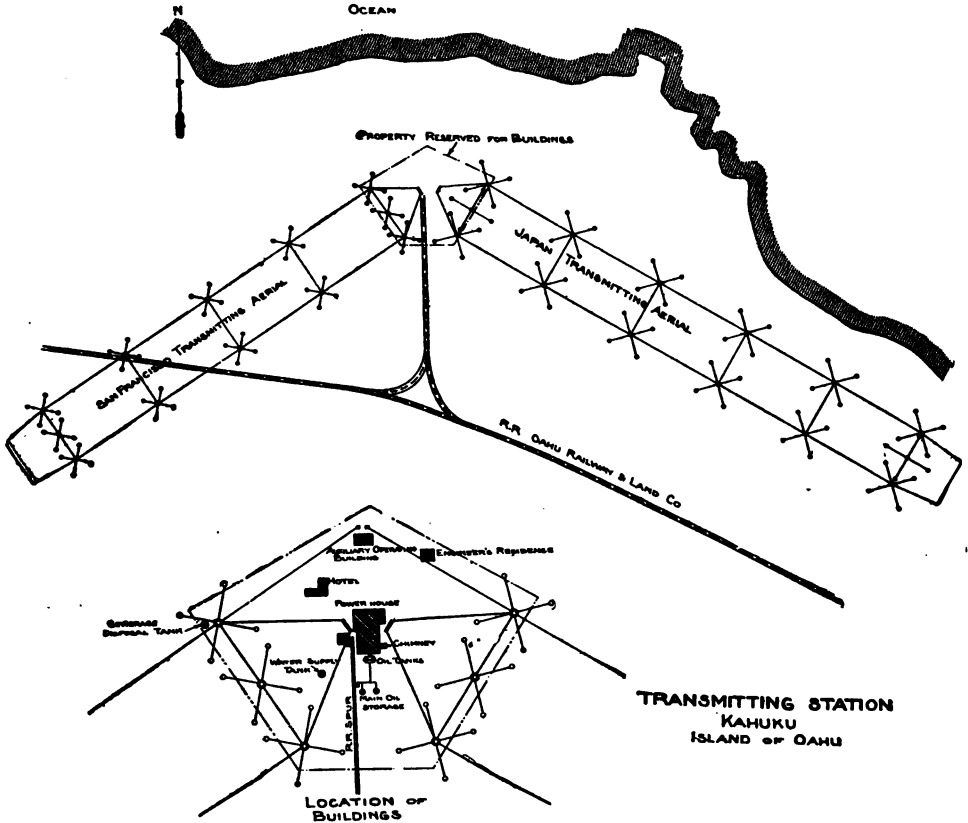 N
OCEAN
PROPERTY RESERVED FOR BUILDINGS
JAPAN TRANSMITTING AERIAL
SAN FRANCISCO TRANSMITTING AERIAL
R.R OAHU RAILWAY & LAND CO
AUXILIARY OPERATING
BUILDING
ENGINEER'S RESIDENCE
HOTEL
POWER HOUSE
SEWERAGE
DISPOSAL TANK
CHIMNEY
WATER SUPPLY
TANK
OIL TANKS
MAIN OIL
STORAGE
R.R SPUR
TRANSMITTING STATION
KAHUKU
ISLAND OF OAHU
LOCATION OF
BUILDINGS